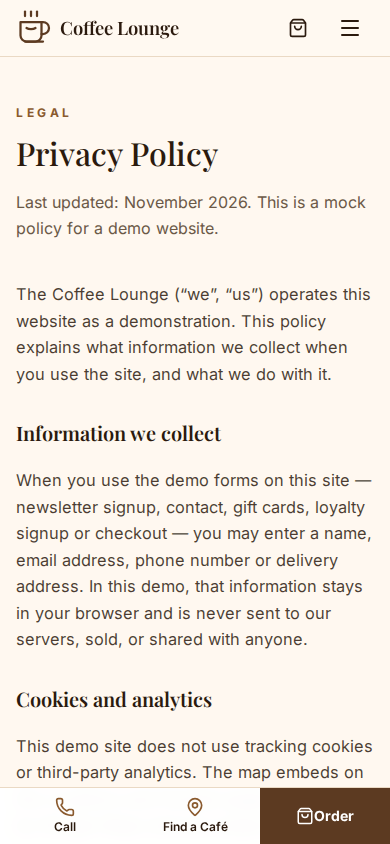 Coffee Lounge
LEGAL
Privacy Policy
Last updated: November 2026. This is a mock
policy for a demo website.
The Coffee Lounge (“we”, “us”) operates this
website as a demonstration. This policy
explains what information we collect when
you use the site, and what we do with it.
Information we collect
When you use the demo forms on this site —
newsletter signup, contact, gift cards, loyalty
signup or checkout — you may enter a name,
email address, phone number or delivery
address. In this demo, that information stays
in your browser and is never sent to our
servers, sold, or shared with anyone.
Cookies and analytics
This demo site does not use tracking cookies
or third-party analytics. The map embeds on
Call
Find a Café
Order